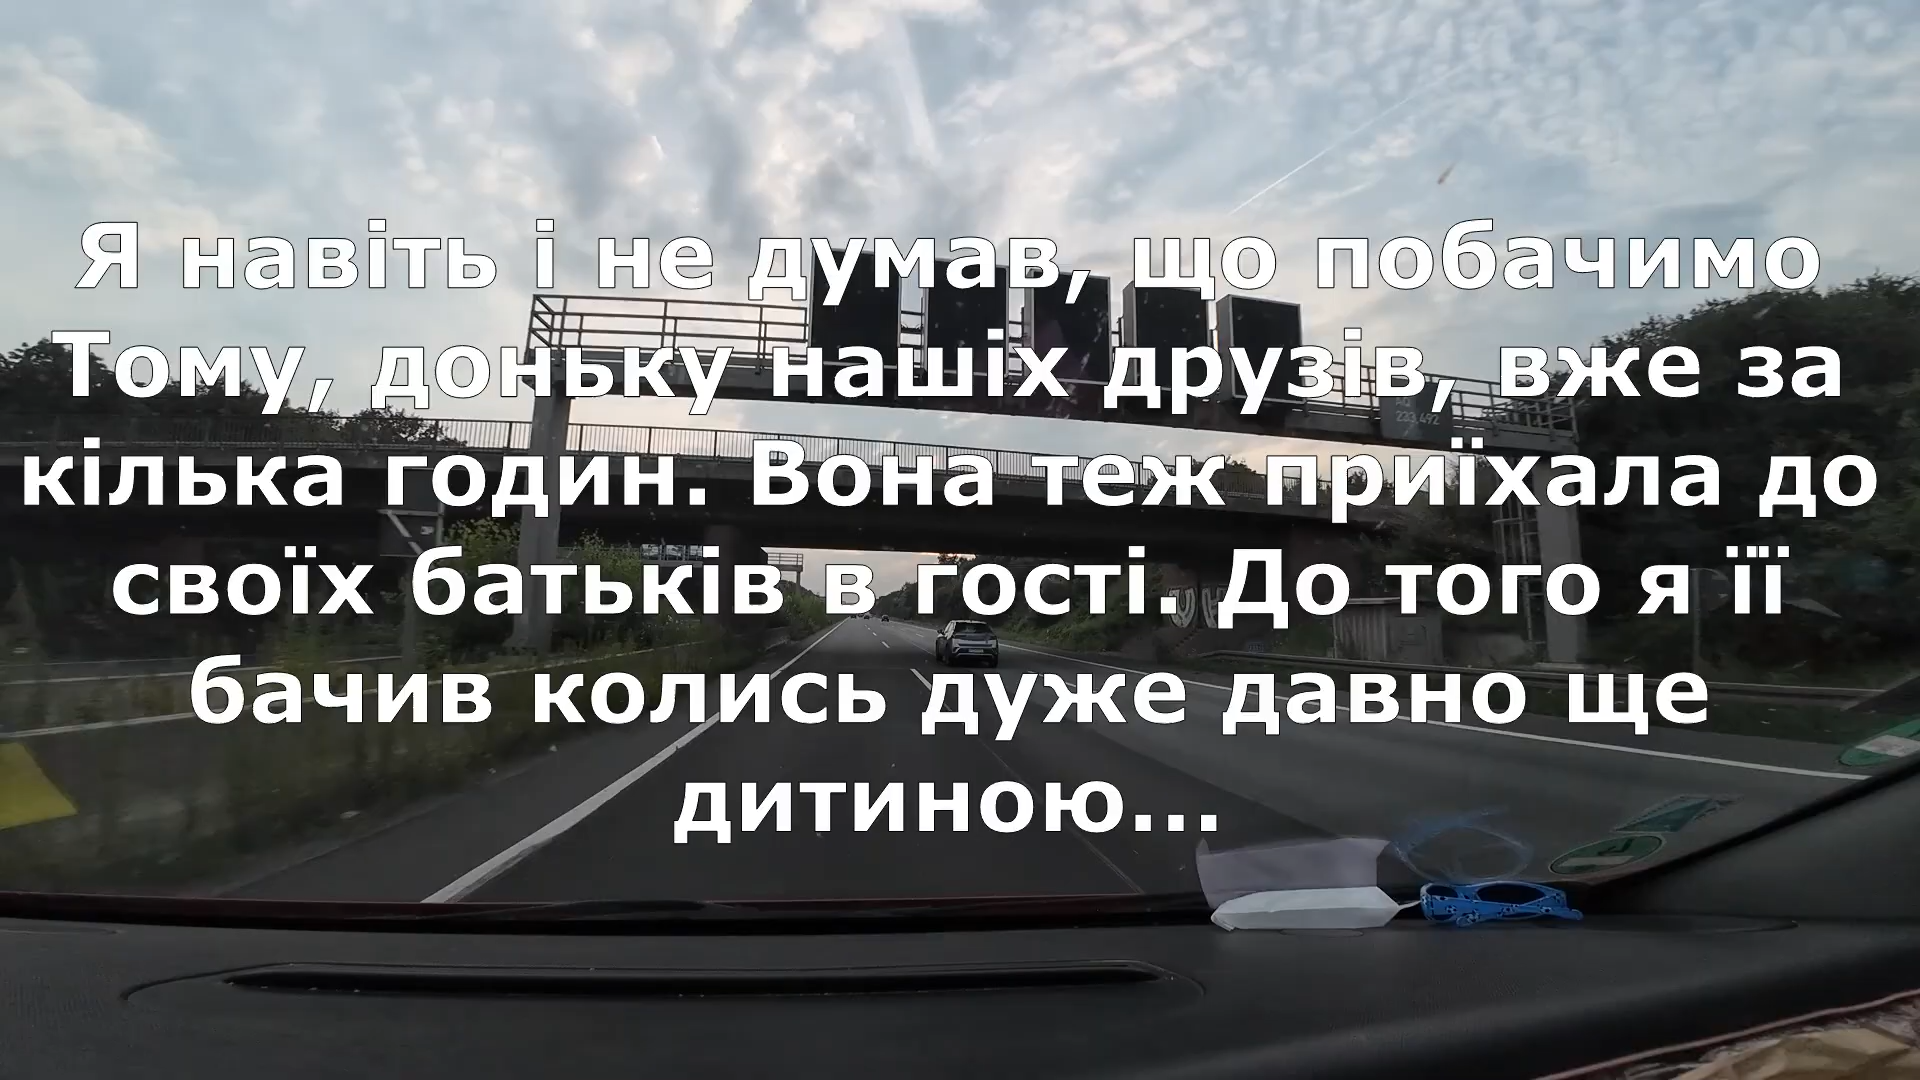 Я навіть і не думав, що побачимо
Тому, доньку нашіх друзів, вже за
кілька годин. Вона теж приїхала до
своїх батьків в гості. До того я її
бачив колись дуже давно ще
дитиною...